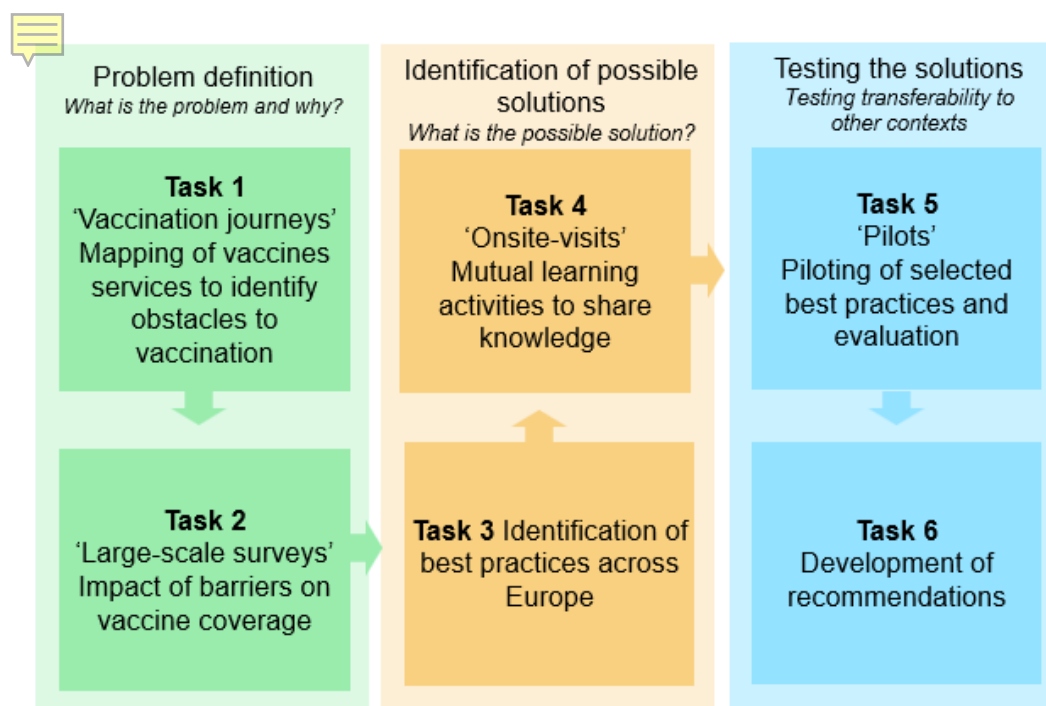 Problem definition
What is the problem and why?
Task 1
‘Vaccination journeys’
Mapping of vaccines
services to identify
obstacles to
vaccination
Task 2
‘Large-scale surveys’
Impact of barriers on
vaccine coverage
Identification of possible
solutions
What is the possible solution?
Task 4
‘Onsite-visits’
Mutual learning
activities to share
knowledge
Task 3 Identification of
best practices across
Europe
Testing the solutions
Testing transferability to
other contexts
Task 5
‘Pilots’
Piloting of selected
best practices and
evaluation
Task 6
Development of
recommendations